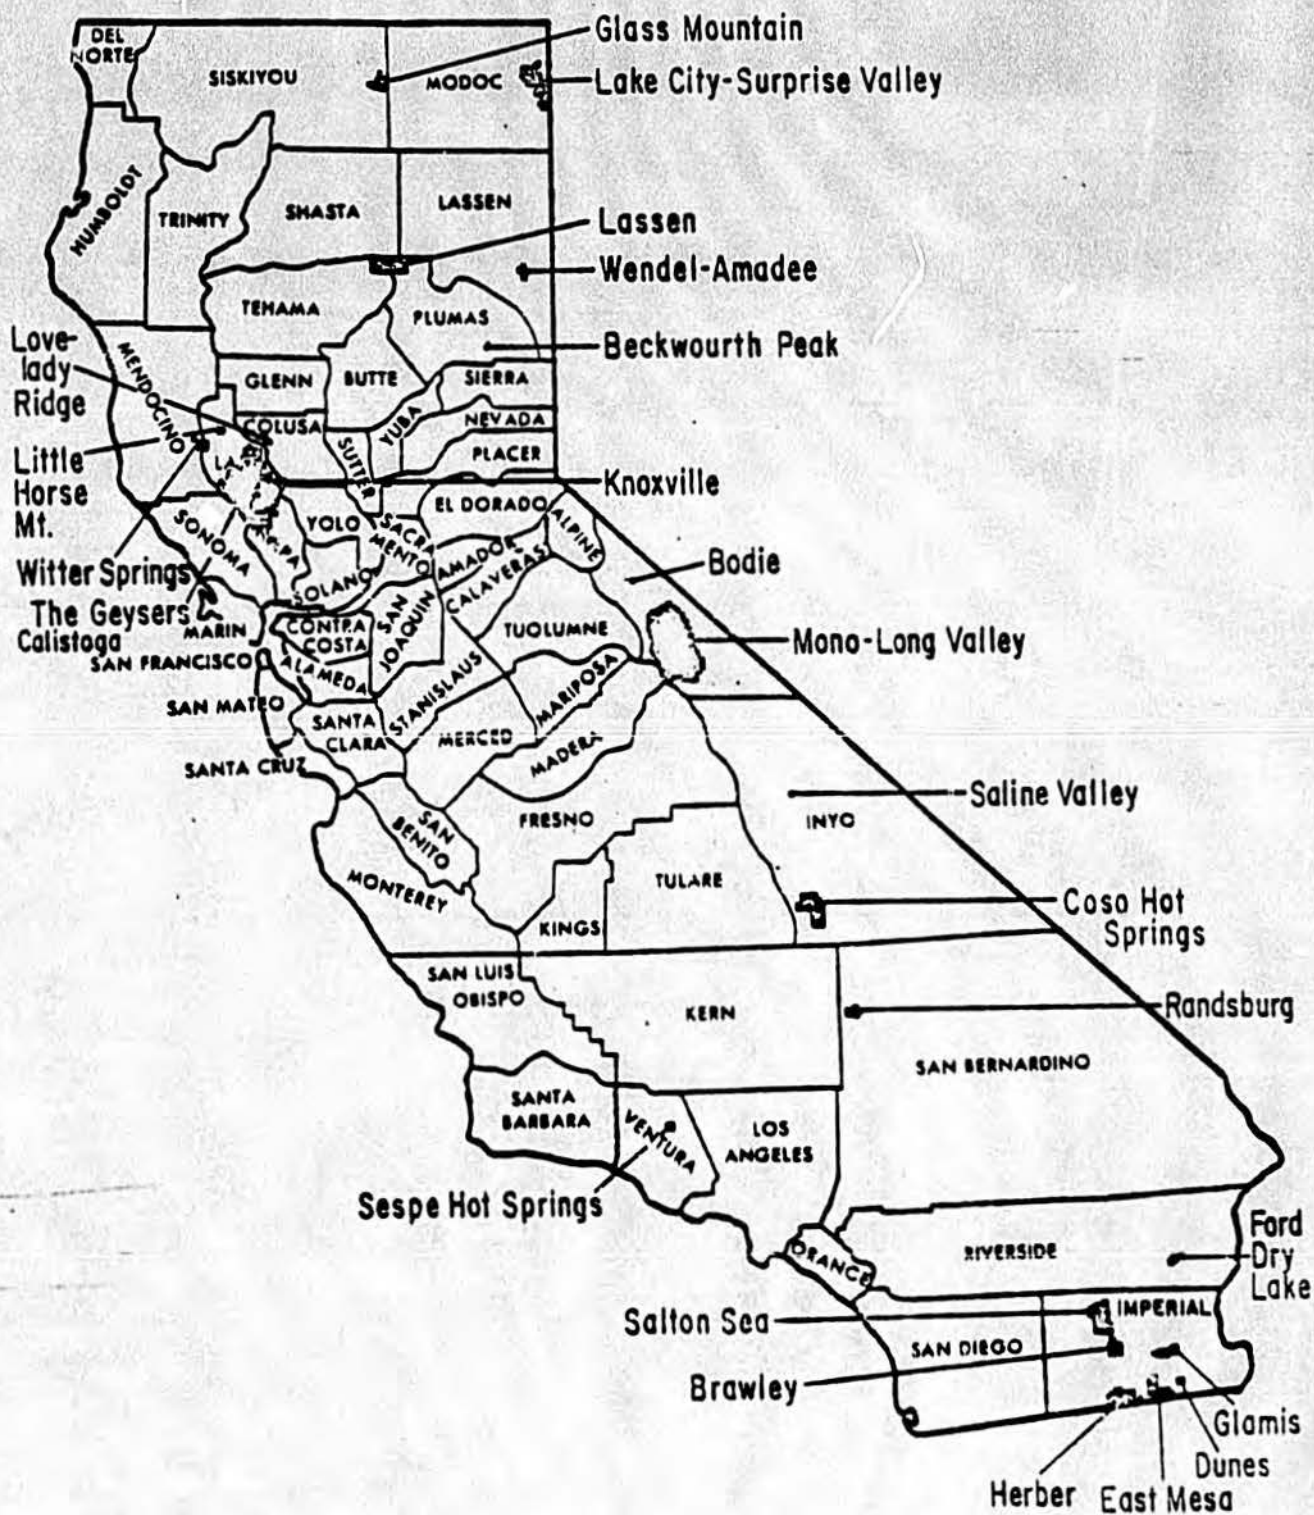 Glass Mountain
DEL
NORTE
SISKIYOU
MODOC
Lake City-Surprise Valley
HUMBOLDT
TRINITY
SHASTA
LASSEN
Lassen
Wendel-Amadee
TEHAMA
PLUMAS
Beckwourth Peak
Love-
lady
Ridge
MENDOCINO
GLENN
BUTTE
SIERRA
COLUSA
YUBA
NEVADA
SUTTER
PLACER
Little
Horse
Mt.
Knoxville
EL DORADO
ALPINE
SONOMA
YOLO
SACRA
MENTO
AMADOR
Bodie
Witter Springs
SOLANO
CALAVERAS
The Geysers
Calistoga
MARIN
CONTRA
COSTA
SAN
JOAQUIN
TUOLUMNE
Mono-Long Valley
SAN FRANCISCO
ALAMEDA
STANISLAUS
MARIPOSA
SAN MATEO
SANTA
CLARA
MERCED
MADERA
SANTA CRUZ
Saline Valley
SAN
BENITO
FRESNO
INYO
MONTEREY
TULARE
KINGS
Coso Hot
Springs
SAN LUIS
OBISPO
KERN
Randsburg
SAN BERNARDINO
SANTA
BARBARA
VENTURA
LOS
ANGELES
Sespe Hot Springs
ORANGE
RIVERSIDE
Ford
Dry
Lake
Salton Sea
IMPERIAL
SAN DIEGO
Brawley
Glamis
Dunes
Herber
East Mesa